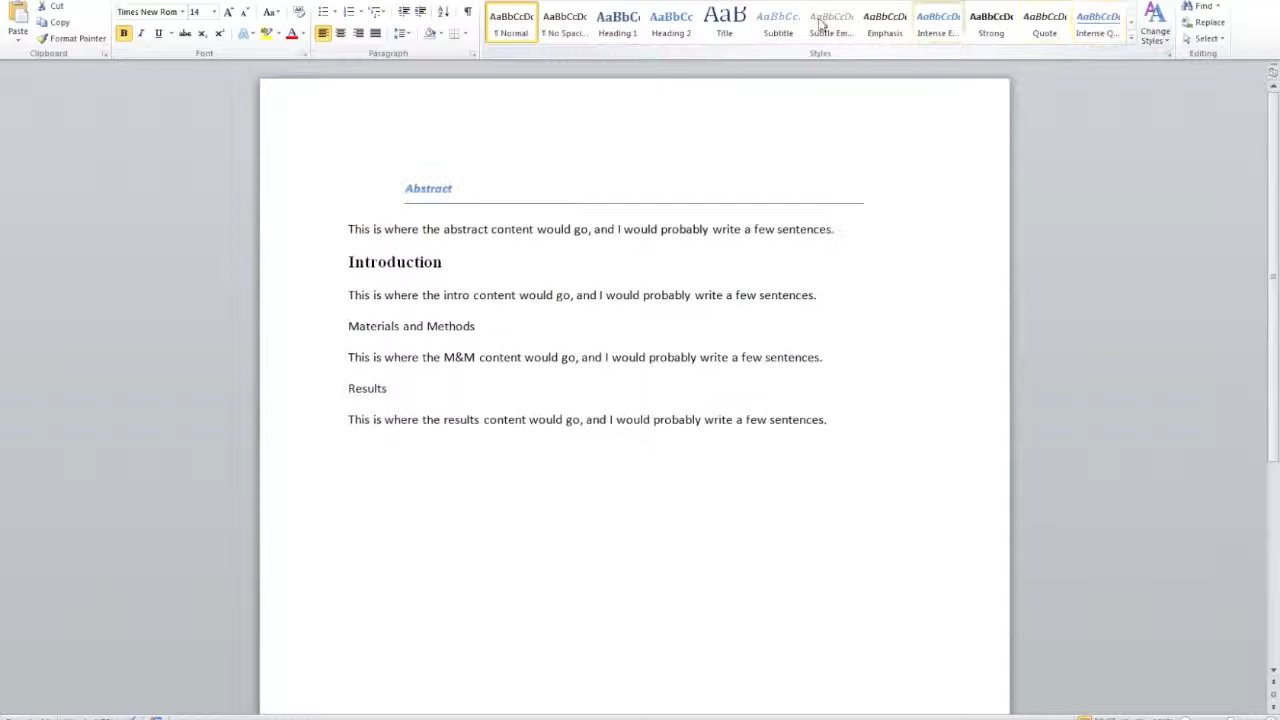 Cut
Copy
Paste
Format Painter
Clipboard
Times New Rom 14
B I U abc
Font
Paragraph
AaBbCcDc AaBbCcDc AaBbC AaBbCc AaB AaBbCc. AaBbCcDc AaBbCcDc AaBbCcDc AaBbCcDc AaBbCcDc AaBbCcDc
¶ Normal ¶ No Spaci... Heading 1 Heading 2 Title Subtitle Subtle Em... Emphasis Intense E... Strong Quote Intense Q...
Styles
Change
Styles
Find
Replace
Select
Editing
Abstract
This is where the abstract content would go, and I would probably write a few sentences.
Introduction
This is where the intro content would go, and I would probably write a few sentences.
Materials and Methods
This is where the M&M content would go, and I would probably write a few sentences.
Results
This is where the results content would go, and I would probably write a few sentences.